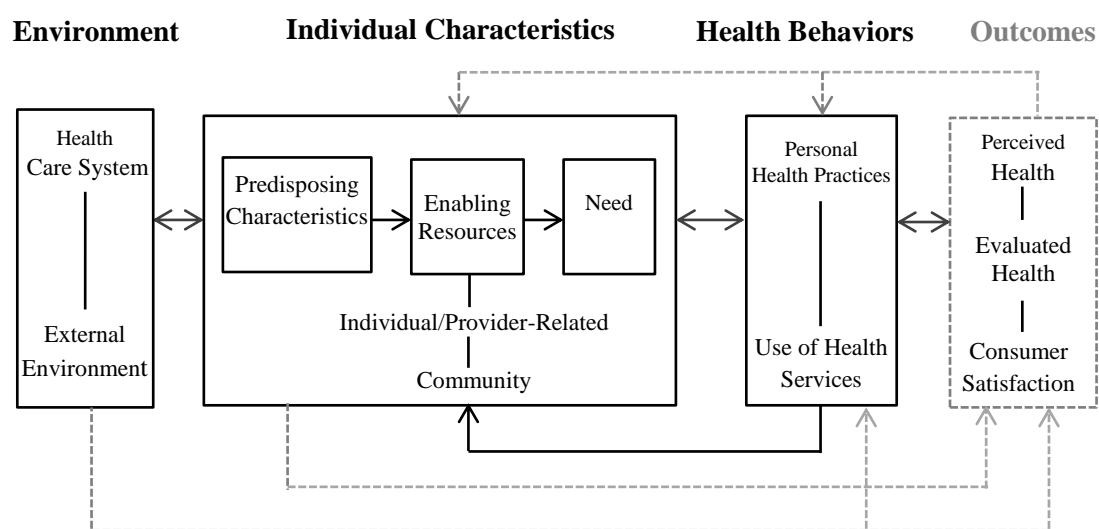 Environment
Individual Characteristics
Health Behaviors
Outcomes
Health
Care System
External
Environment
Predisposing
Characteristics
Enabling
Resources
Need
Individual/Provider-Related
Community
Personal
Health Practices
Use of Health
Services
Perceived
Health
Evaluated
Health
Consumer
Satisfaction